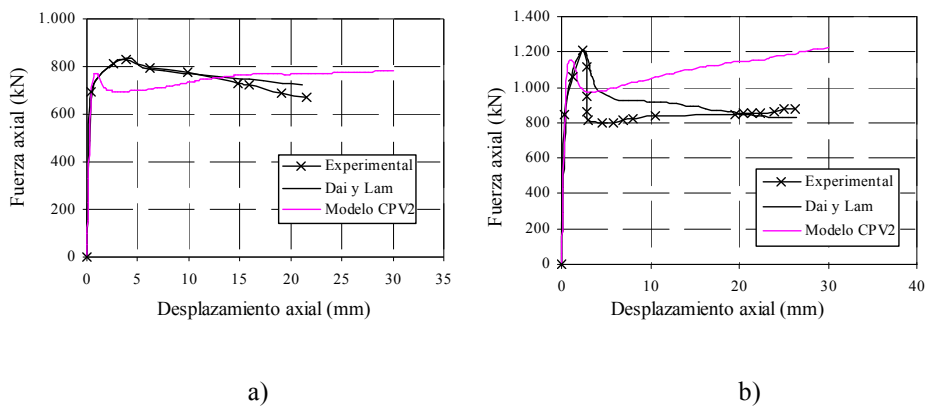 1.000
800
600
400
200
0
Fuerza axial (kN)
Experimental
Dai y Lam
Modelo CPV2
0 5 10 15 20 25 30 35
Desplazamiento axial (mm)
a)
1.400
1.200
1.000
800
600
400
200
0
Fuerza axial (kN)
Experimental
Dai y Lam
Modelo CPV2
0 10 20 30 40
Desplazamiento axial (mm)
b)